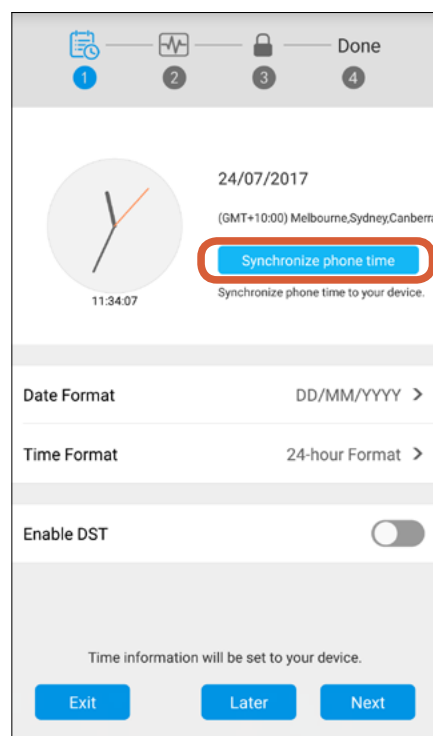 Done
1 2 3 4
24/07/2017
(GMT+10:00) Melbourne,Sydney,Canberra
Synchronize phone time
Synchronize phone time to your device.
11:34:07
Date Format DD/MM/YYYY >
Time Format 24-hour Format >
Enable DST
Time information will be set to your device.
Exit Later Next